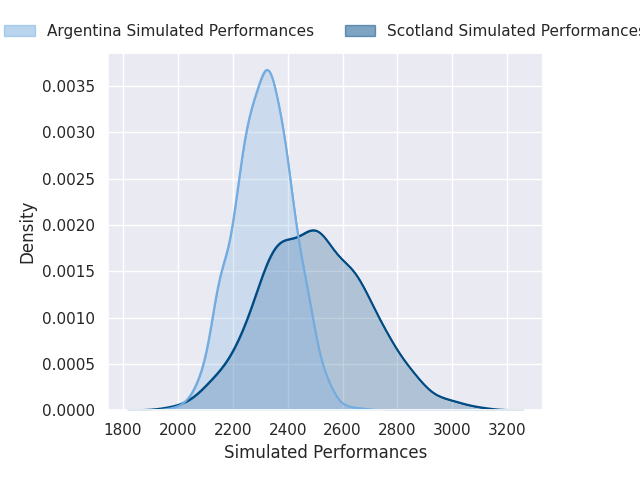 Argentina Simulated Performances Scotland Simulated Performances
0.0035
0.0030
0.0025
0.0020
0.0015
0.0010
0.0005
0.0000
Density
1800 2000 2200 2400 2600 2800 3000 3200
Simulated Performances